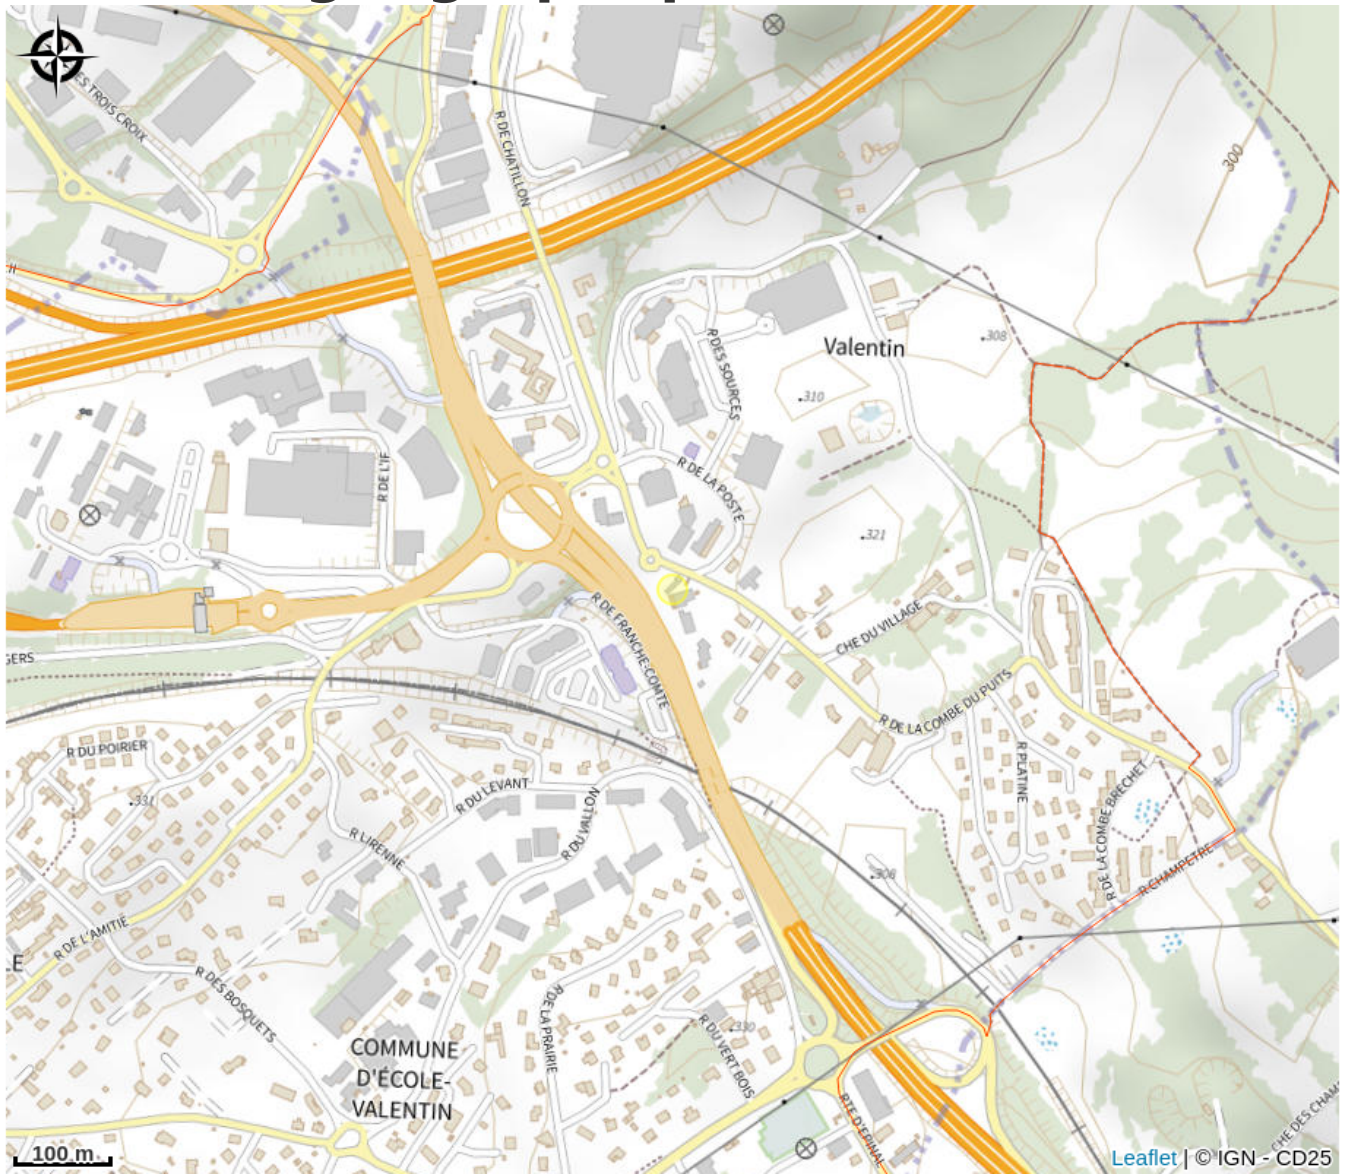 R DES TROIS CROIX
R DE CHATILLON
300
Valentin
308
R DES SOURCES
310
R DE L'IF
R DE LA POSTE
321
R DE FRANCHE-COMTE
CHE DU VILLAGE
GERS
R DE LA COMBE DU PUITS
R DU POIRIER
R PLATINE
331
R DU LEVANT
R DU VALLON
R LIRENNE
R DE LA COMBE BRECHET
308
R CHAMPETRE
R DE L'AMITIÉ
LE
R DES BOSQUETS
R DE LA PRAIRIE
330
R DU VERT BOIS
COMMUNE
D'ÉCOLE-
VALENTIN
RTE D'EPINAL
CHE DES CHAM
100 m
Leaflet | © IGN - CD25